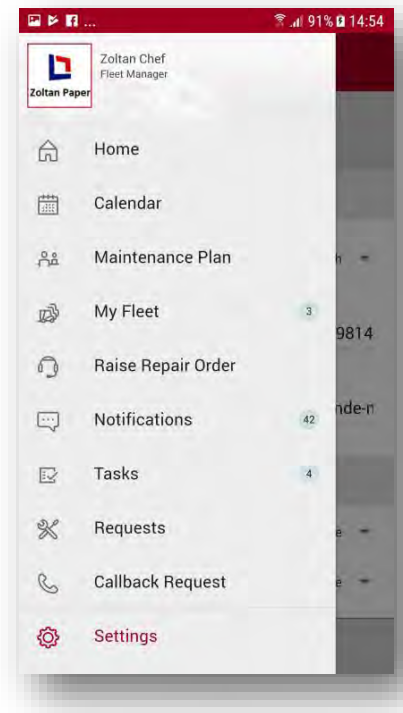 ... 91% 14:54
Zoltan Chef
Fleet Manager
Zoltan Paper
Home
Calendar
Maintenance Plan
h
My Fleet 3
9814
Raise Repair Order
Notifications 42
nde-n
Tasks 4
Requests
e
Callback Request
e
Settings